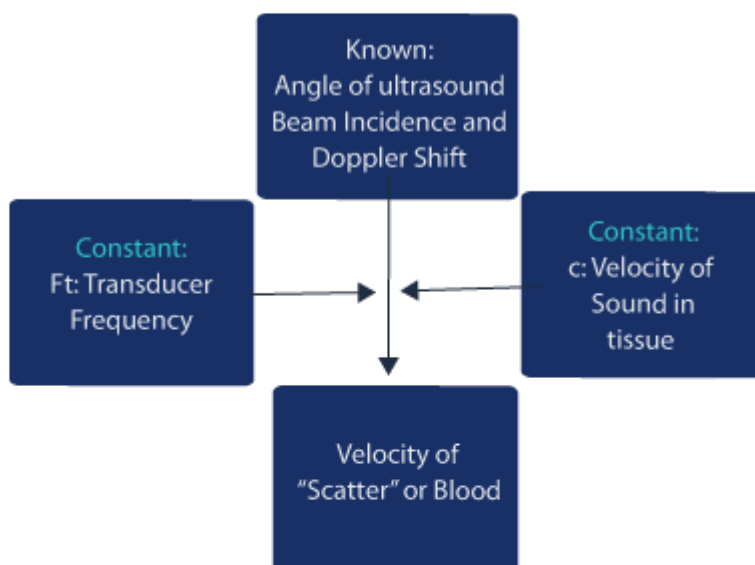 Known:
Angle of ultrasound
Beam Incidence and
Doppler Shift
Constant:
Ft: Transducer
Frequency
Constant:
c: Velocity of
Sound in
tissue
Velocity of
“Scatter” or Blood